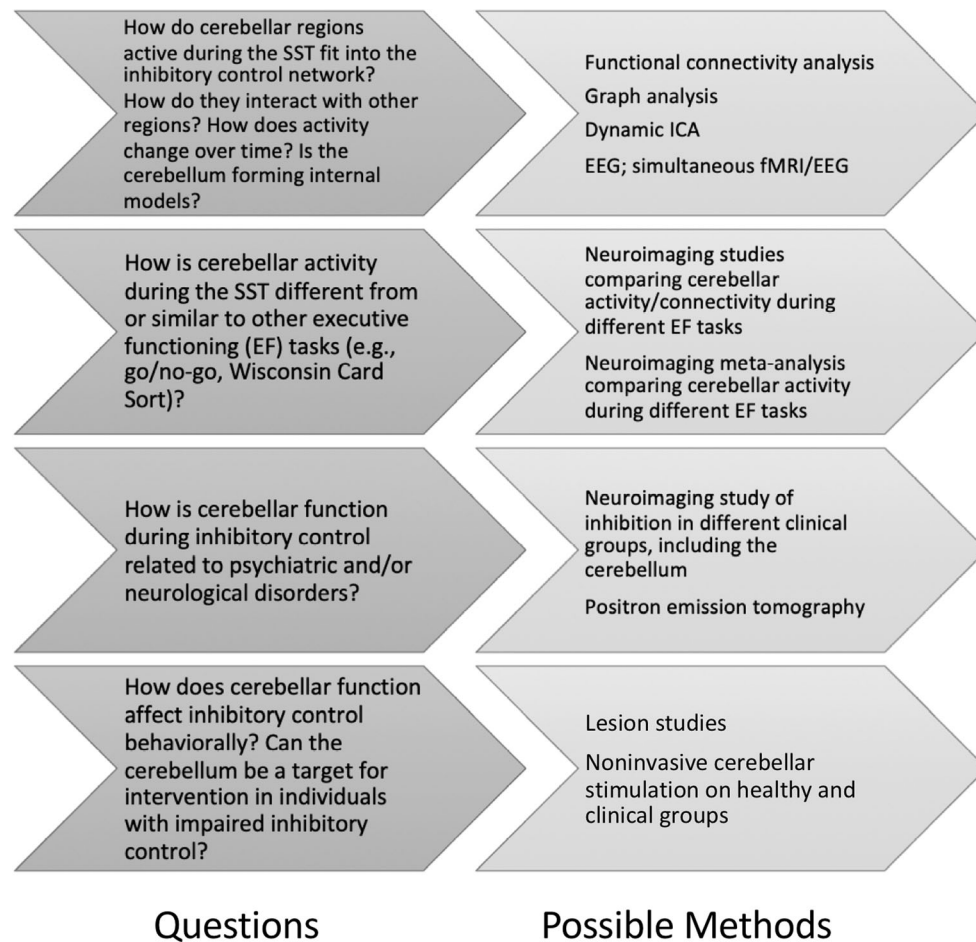 How do cerebellar regions
active during the SST fit into the
inhibitory control network?
How do they interact with other
regions? How does activity
change over time? Is the
cerebellum forming internal
models?
Functional connectivity analysis
Graph analysis
Dynamic ICA
EEG; simultaneous fMRI/EEG
How is cerebellar activity
during the SST different from
or similar to other executive
functioning (EF) tasks (e.g.,
go/no-go, Wisconsin Card
Sort)?
Neuroimaging studies
comparing cerebellar
activity/connectivity during
different EF tasks
Neuroimaging meta-analysis
comparing cerebellar activity
during different EF tasks
How is cerebellar function
during inhibitory control
related to psychiatric and/or
neurological disorders?
Neuroimaging study of
inhibition in different clinical
groups, including the
cerebellum
Positron emission tomography
How does cerebellar function
affect inhibitory control
behaviorally? Can the
cerebellum be a target for
intervention in individuals
with impaired inhibitory
control?
Lesion studies
Noninvasive cerebellar
stimulation on healthy and
clinical groups
Questions
Possible Methods